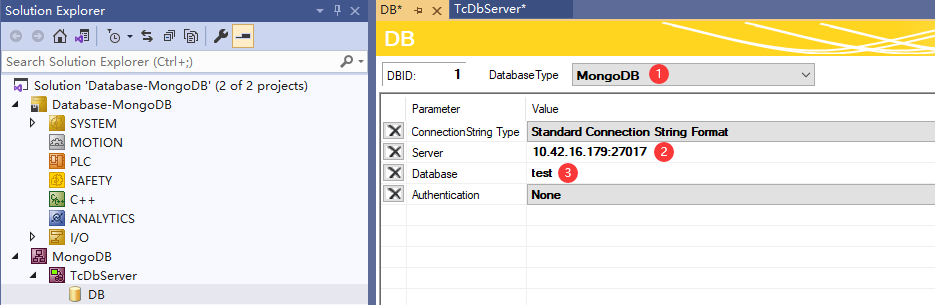 Solution Explorer
Search Solution Explorer (Ctrl+;)
Solution 'Database-MongoDB' (2 of 2 projects)
Database-MongoDB
SYSTEM
MOTION
PLC
SAFETY
C++
ANALYTICS
I/O
MongoDB
TcDbServer
DB
DB* TcDbServer*
DB
DBID: 1 DatabaseType MongoDB 1
Parameter Value
ConnectionString Type Standard Connection String Format
Server 10.42.16.179:27017 2
Database test 3
Authentication None